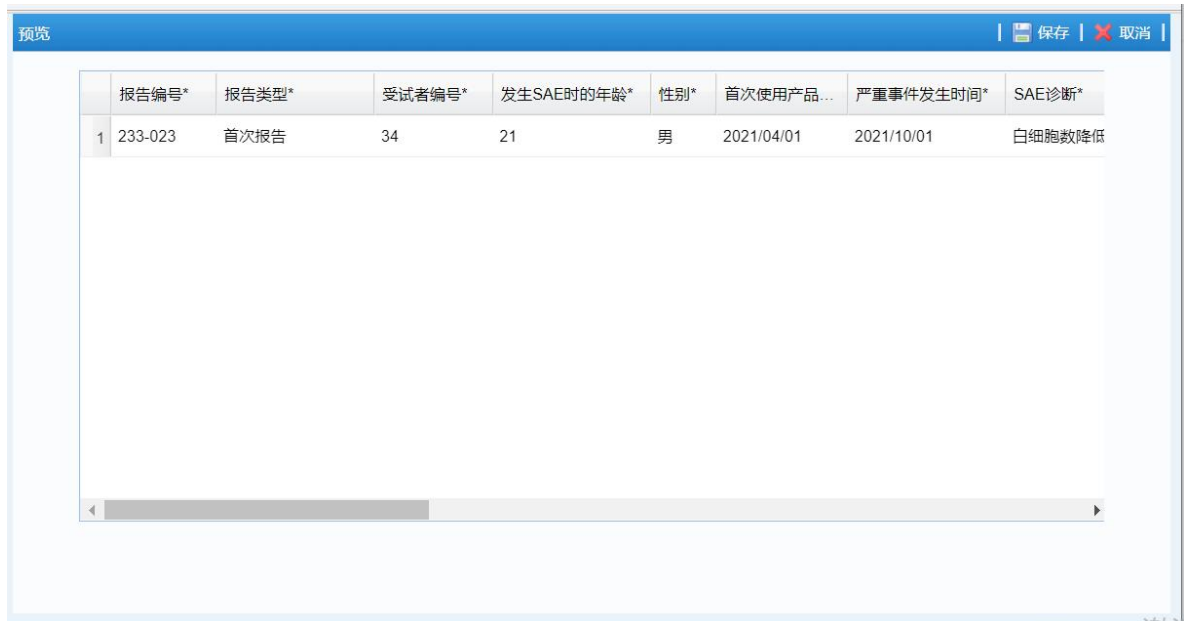 预览 | 保存 | 取消 |
报告编号* 报告类型* 受试者编号* 发生SAE时的年龄* 性别* 首次使用产品... 严重事件发生时间* SAE诊断*
1 233-023 首次报告 34 21 男 2021/04/01 2021/10/01 白细胞数降低